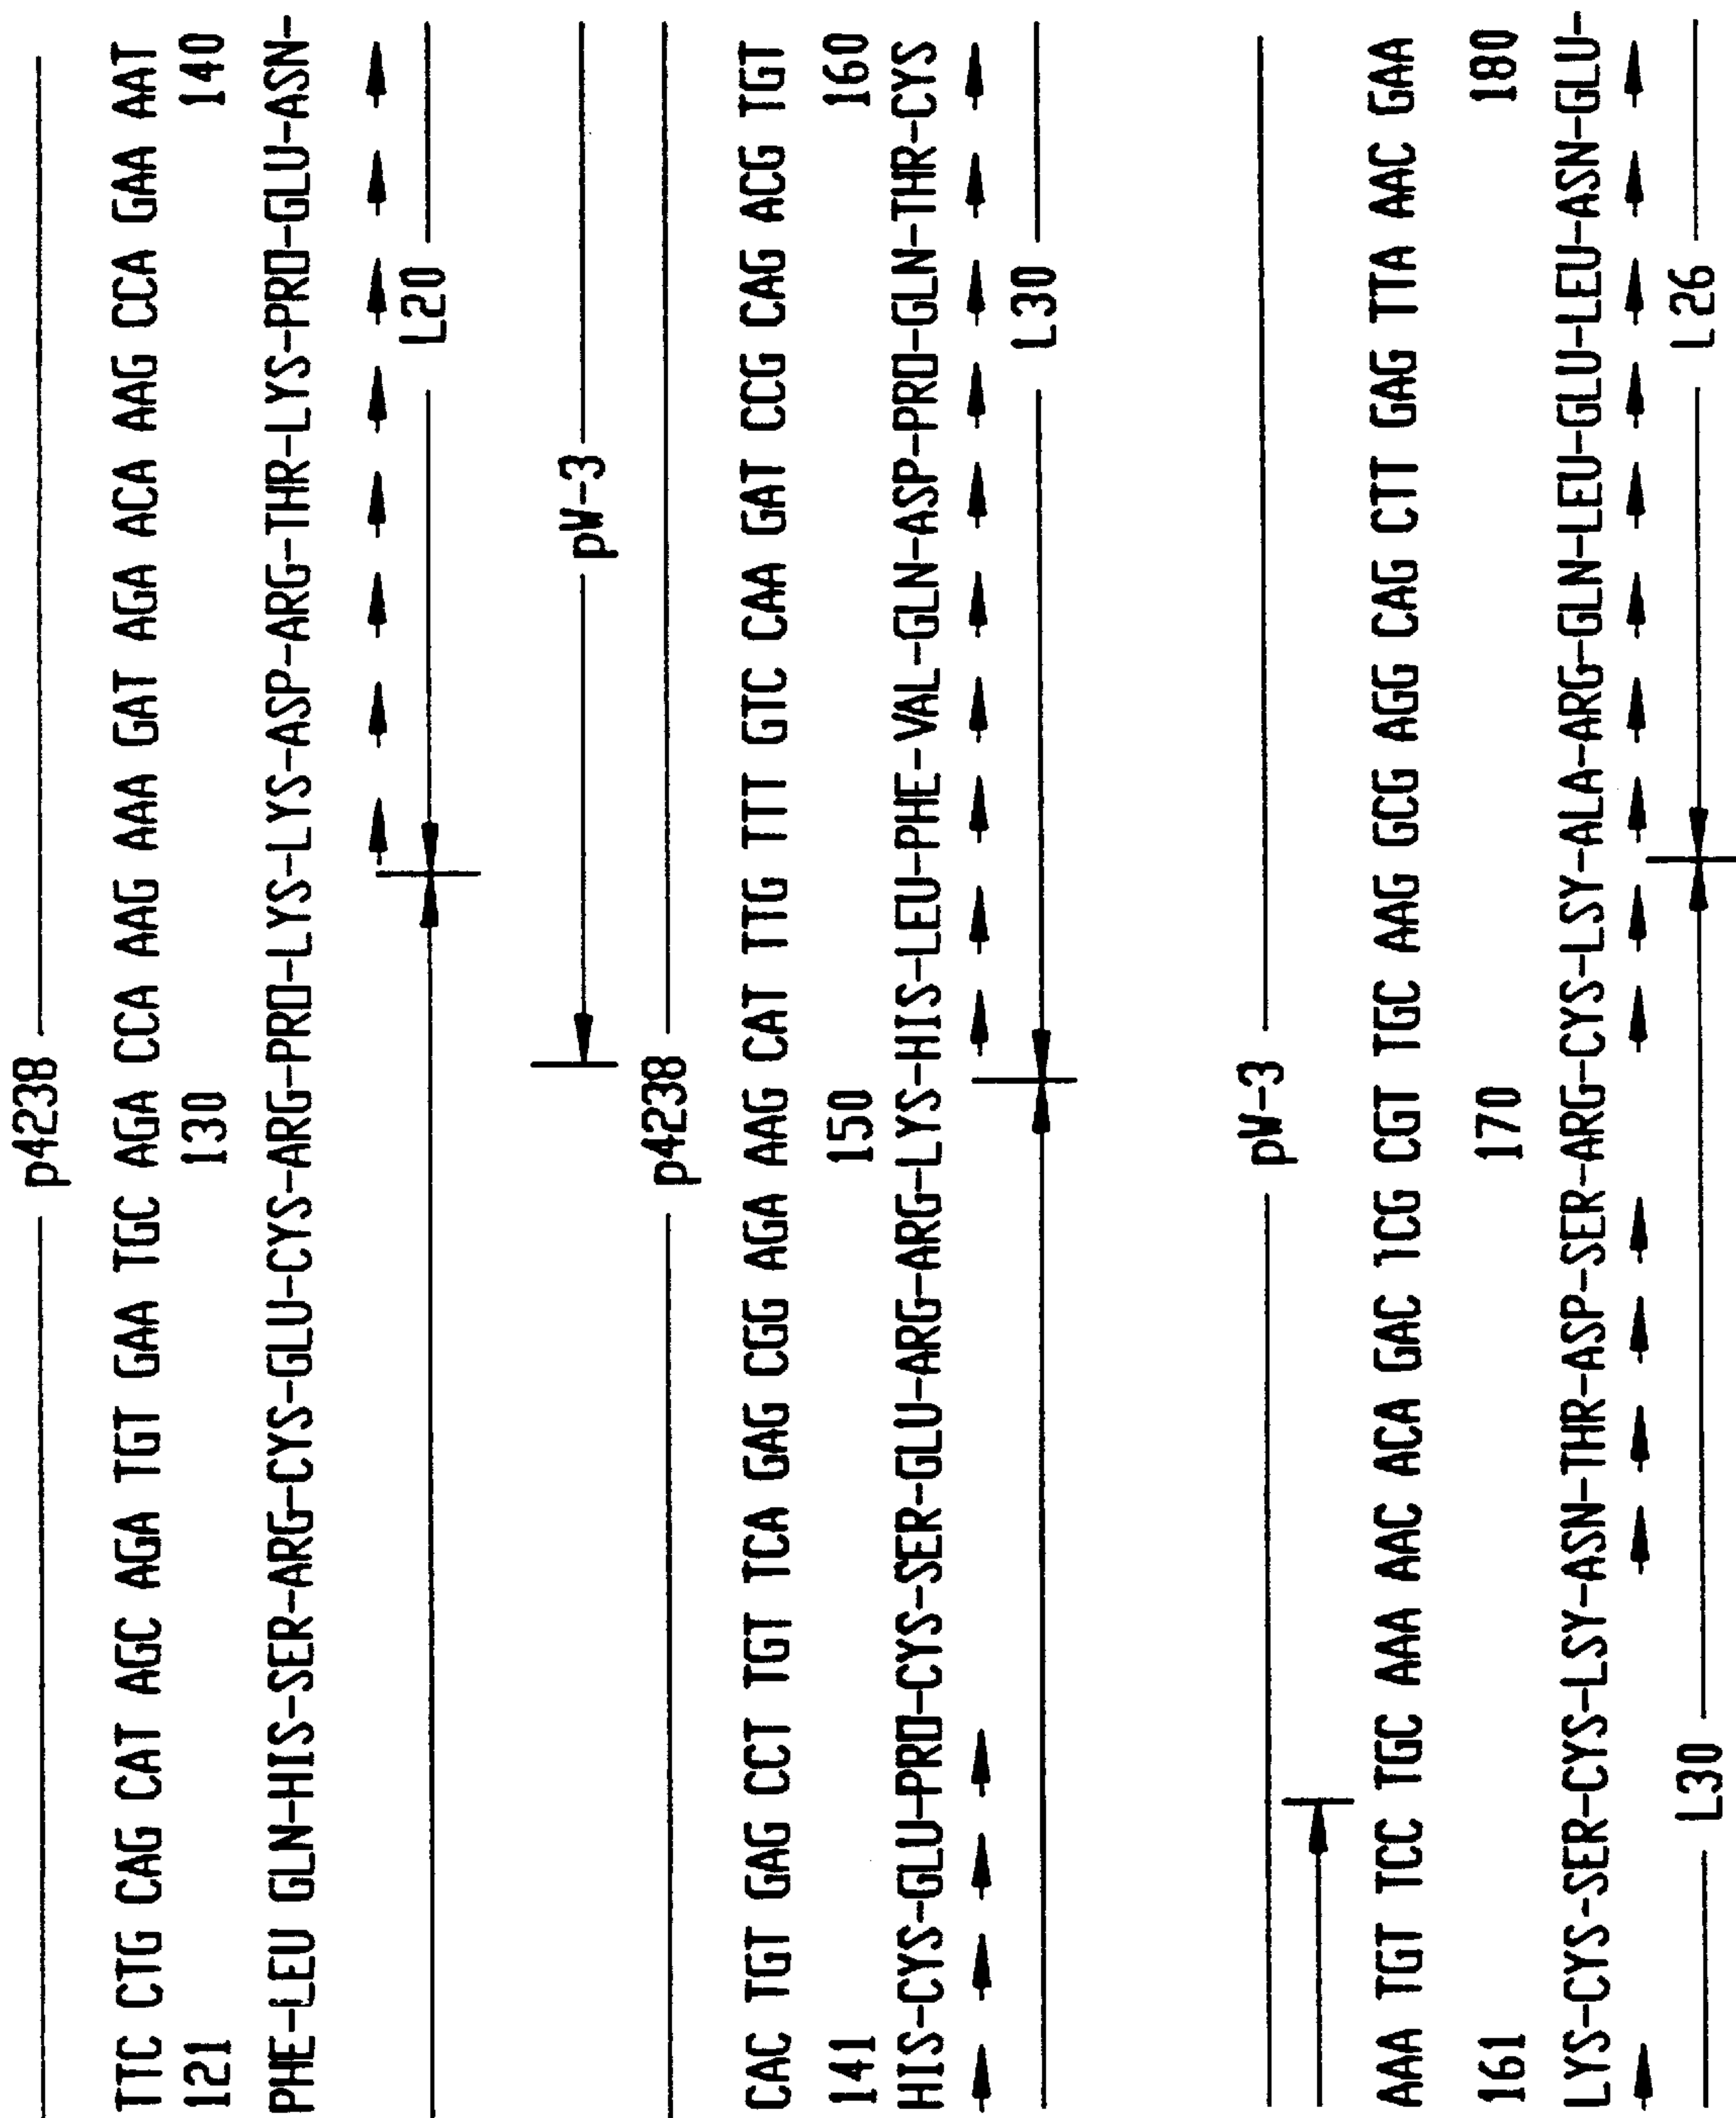 p4238
TTC CTG CAG CAT AGC AGA TGT GAA TGC AGA CCA AAG AAA GAT AGA ACA AAG CCA GAA AAT
121 130 140
PHE-LEU GLN-HIS-SER-ARG-CYS-GLU-CYS-ARG-PRO-LYS-LYS-ASP-ARG-THR-LYS-PRO-GLU-ASN-
L20
pW-3
p4238
CAC TGT GAG CCT TGT TCA GAG CGG AGA AAG CAT TTG TTT GTC CAA GAT CCG CAG ACG TGT
141 150 160
HIS-CYS-GLU-PRO-CYS-SER-GLU-ARG-ARG-LYS-HIS-LEU-PHE-VAL-GLN-ASP-PRO-GLN-THR-CYS
L30
pW-3
AAA TGT TCC TGC AAA AAC ACA GAC TCG CGT TGC AAG GCG AGG CAG CTT GAG TTA AAC GAA
161 170 180
LYS-CYS-SER-CYS-LSY-ASN-THR-ASP-SER-ARG-CYS-LSY-ALA-ARG-GLN-LEU-GLU-LEU-ASN-GLU-
L30 L26